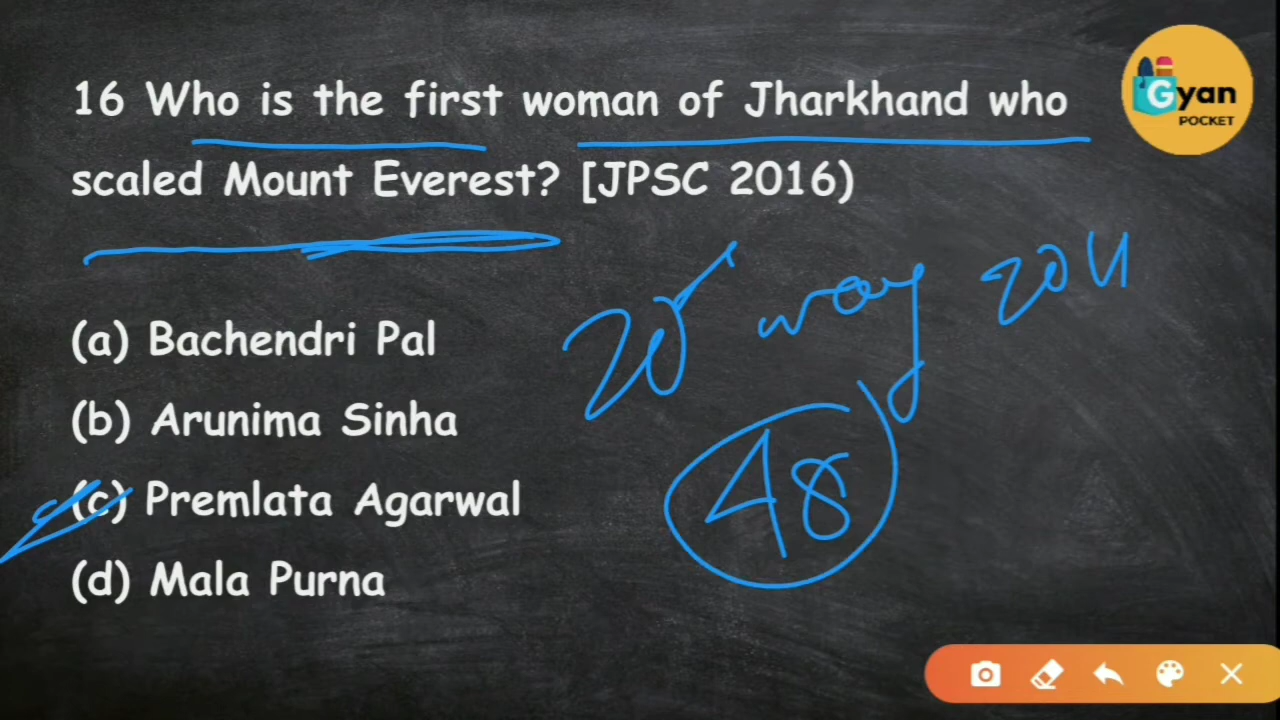 16 Who is the first woman of Jharkhand who
scaled Mount Everest? [JPSC 2016)
Gyan
POCKET
20 may 2011
(a) Bachendri Pal
(b) Arunima Sinha
48
(c) Premlata Agarwal
(d) Mala Purna